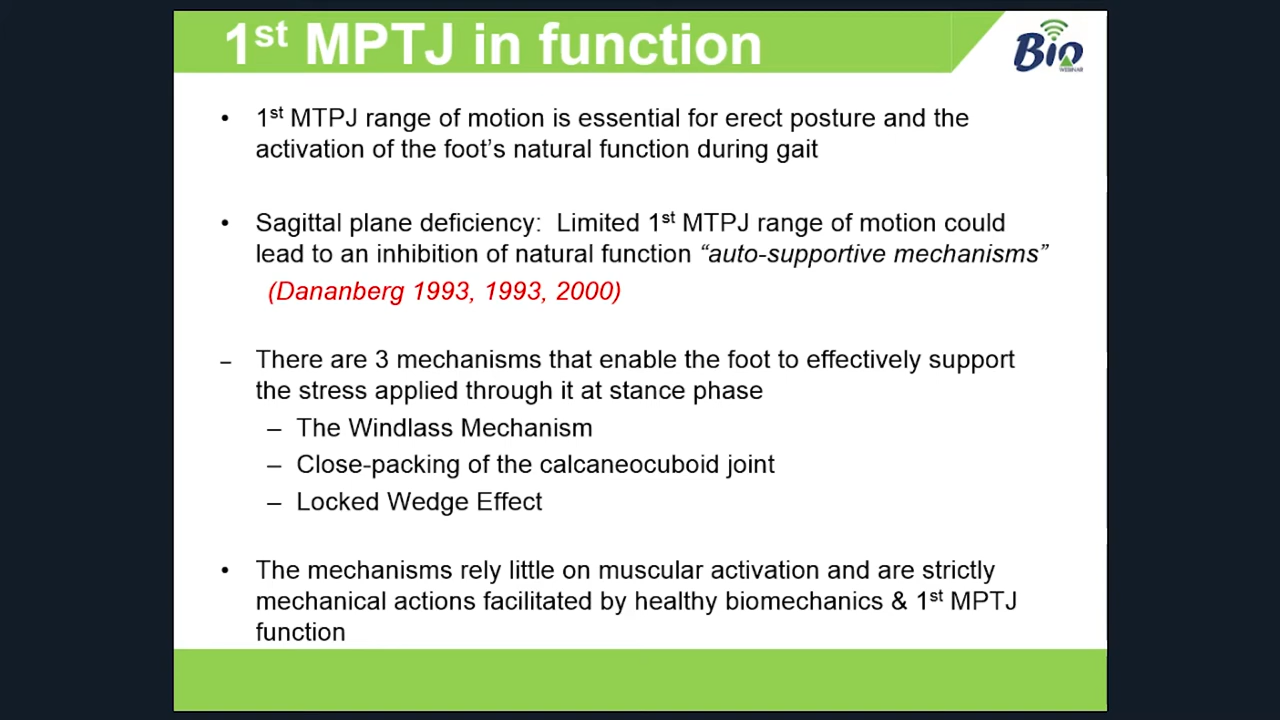 1st MPTJ in function
Bio
WEBINAR
• 1st MTPJ range of motion is essential for erect posture and the
activation of the foot's natural function during gait
• Sagittal plane deficiency: Limited 1st MTPJ range of motion could
lead to an inhibition of natural function “auto-supportive mechanisms”
(Dananberg 1993, 1993, 2000)
– There are 3 mechanisms that enable the foot to effectively support
the stress applied through it at stance phase
– The Windlass Mechanism
– Close-packing of the calcaneocuboid joint
– Locked Wedge Effect
• The mechanisms rely little on muscular activation and are strictly
mechanical actions facilitated by healthy biomechanics & 1st MPTJ
function